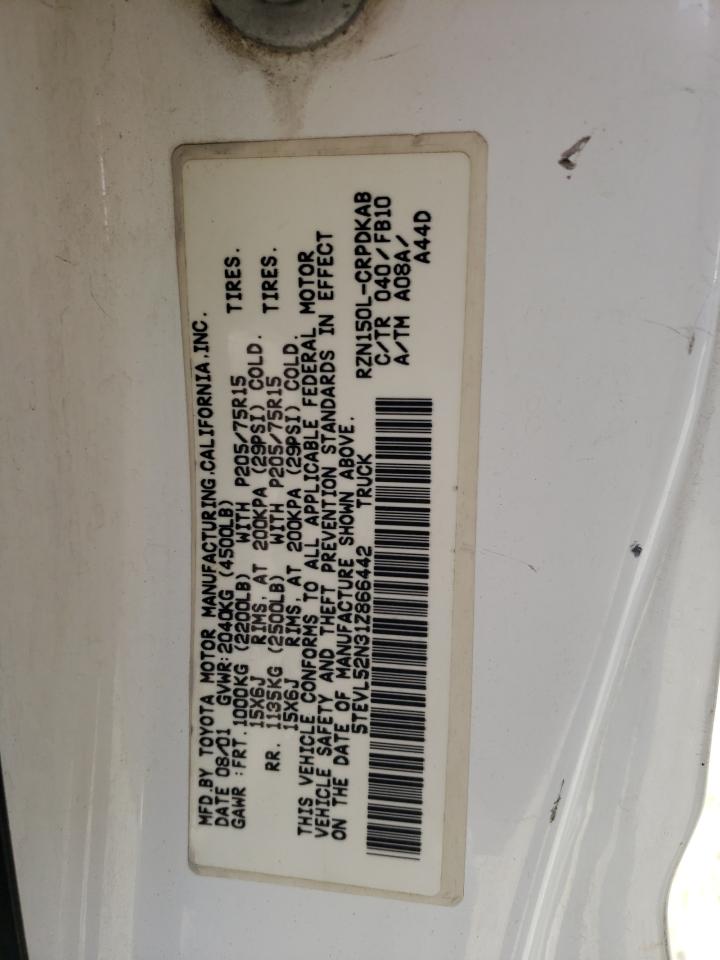 MFD.BY TOYOTA MOTOR MANUFACTURING,CALIFORNIA,INC.
DATE 08/01 GVWR:2040KG (4500LB)
GAWR :FRT.1000KG (2200LB) WITH P205/75R15 TIRES.
15X6J RIMS, AT 200KPA (29PSI) COLD.
RR. 1135KG (2500LB) WITH P205/75R15 TIRES.
15X6J RIMS, AT 200KPA (29PSI) COLD.
THIS VEHICLE CONFORMS TO ALL APPLICABLE FEDERAL MOTOR
VEHICLE SAFETY AND THEFT PREVENTION STANDARDS IN EFFECT
ON THE DATE OF MANUFACTURE SHOWN ABOVE.
5TEVL52N31Z866442 TRUCK
RZN150L-CRPDKAB
C/TR 040/FB10
A/TM A08A/
A44D